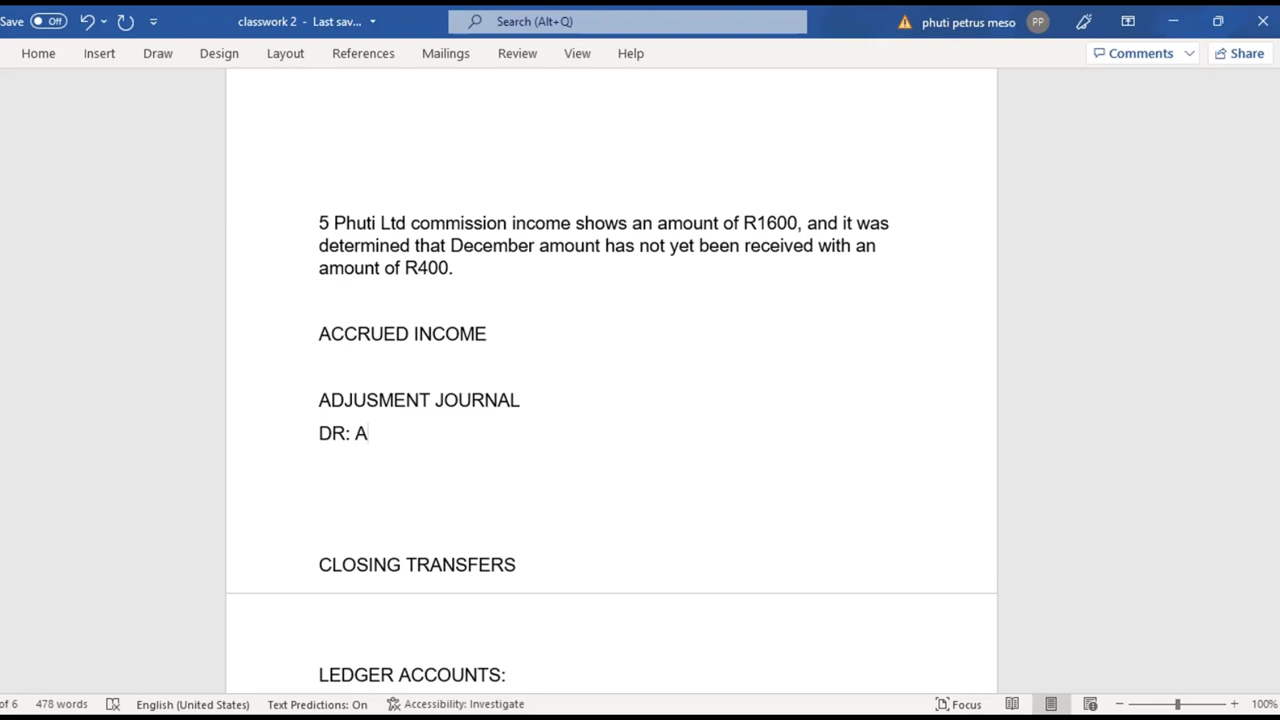 Save Off classwork 2 - Last sav... Search (Alt+Q) phuti petrus meso PP
Home Insert Draw Design Layout References Mailings Review View Help Comments Share
5 Phuti Ltd commission income shows an amount of R1600, and it was
determined that December amount has not yet been received with an
amount of R400.
ACCRUED INCOME
ADJUSMENT JOURNAL
DR: A
CLOSING TRANSFERS
LEDGER ACCOUNTS:
of 6 478 words English (United States) Text Predictions: On Accessibility: Investigate Focus 100%